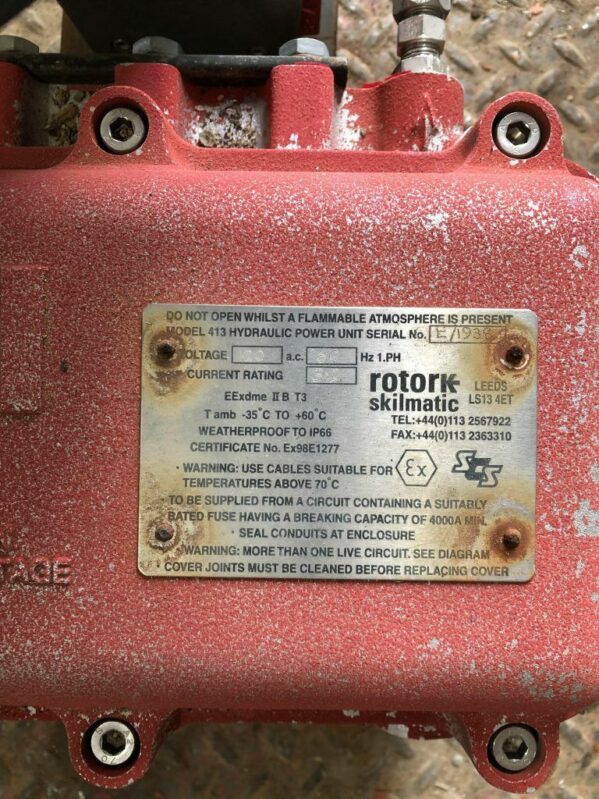 DO NOT OPEN WHILST A FLAMMABLE ATMOSPHERE IS PRESENT
MODEL 413 HYDRAULIC POWER UNIT SERIAL No.
VOLTAGE a.c. Hz 1.PH
CURRENT RATING
EExdme II B T3
T amb -35°C TO +60°C
WEATHERPROOF TO IP66
CERTIFICATE No. Ex98E1277
rotork
skilmatic
LEEDS
LS13 4ET
TEL:+44(0)113 2567922
FAX:+44(0)113 2363310
· WARNING: USE CABLES SUITABLE FOR
TEMPERATURES ABOVE 70°C
εx
SCS
TO BE SUPPLIED FROM A CIRCUIT CONTAINING A SUITABLY
RATED FUSE HAVING A BREAKING CAPACITY OF 4000A MIN.
· SEAL CONDUITS AT ENCLOSURE
· WARNING: MORE THAN ONE LIVE CIRCUIT. SEE DIAGRAM
· COVER JOINTS MUST BE CLEANED BEFORE REPLACING COVER